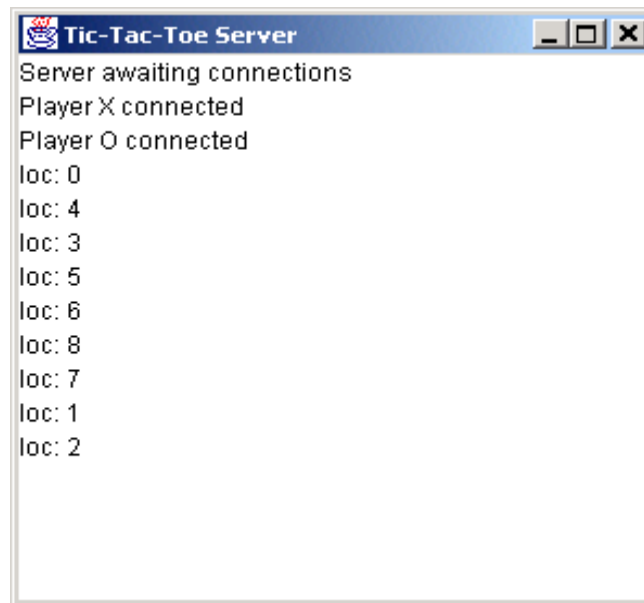 Tic-Tac-Toe Server
Server awaiting connections
Player X connected
Player O connected
loc: 0
loc: 4
loc: 3
loc: 5
loc: 6
loc: 8
loc: 7
loc: 1
loc: 2